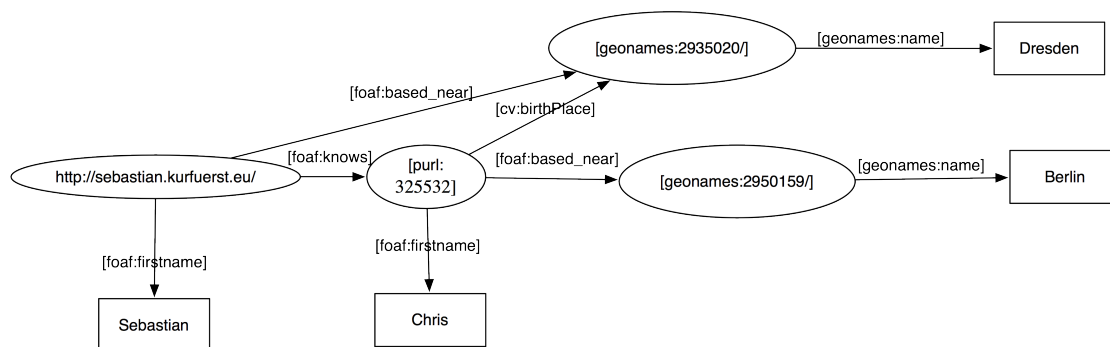 [geonames:2935020/]
[geonames:name]
Dresden
[foaf:based_near]
[cv:birthPlace]
http://sebastian.kurfuerst.eu/
[foaf:knows]
[purl:
325532]
[foaf:based_near]
[geonames:2950159/]
[geonames:name]
Berlin
[foaf:firstname]
[foaf:firstname]
Sebastian
Chris